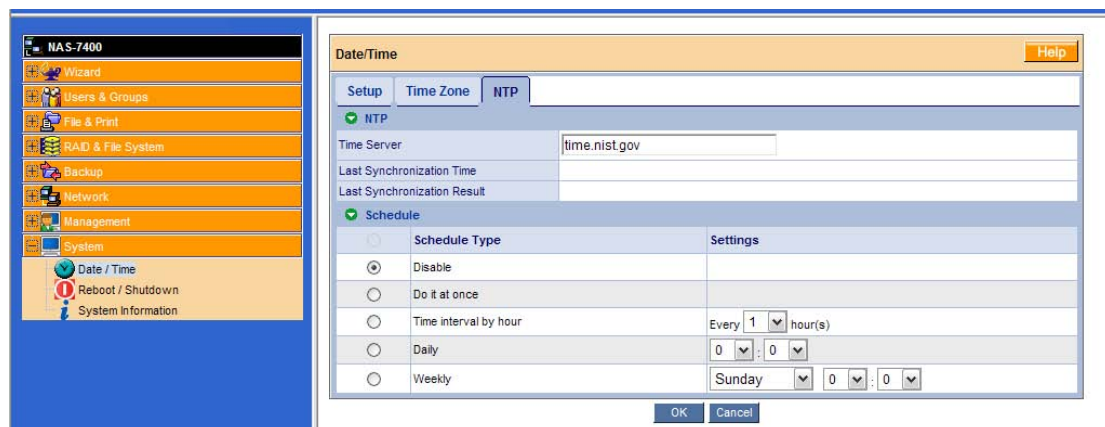 NAS-7400
Wizard
Users & Groups
File & Print
RAID & File System
Backup
Network
Management
System
Date / Time
Reboot / Shutdown
System Information
Date/Time
Help
Setup Time Zone NTP
NTP
Time Server time.nist.gov
Last Synchronization Time
Last Synchronization Result
Schedule
Schedule Type Settings
Disable
Do it at once
Time interval by hour Every 1 hour(s)
Daily 0 : 0
Weekly Sunday 0 : 0
OK Cancel